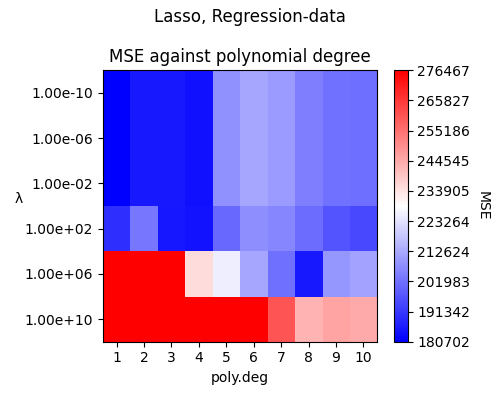 Lasso, Regression-data
MSE against polynomial degree
λ
1.00e-10
1.00e-06
1.00e-02
1.00e+02
1.00e+06
1.00e+10
1 2 3 4 5 6 7 8 9 10
poly.deg
276467
265827
255186
244545
233905
223264
212624
201983
191342
180702
MSE